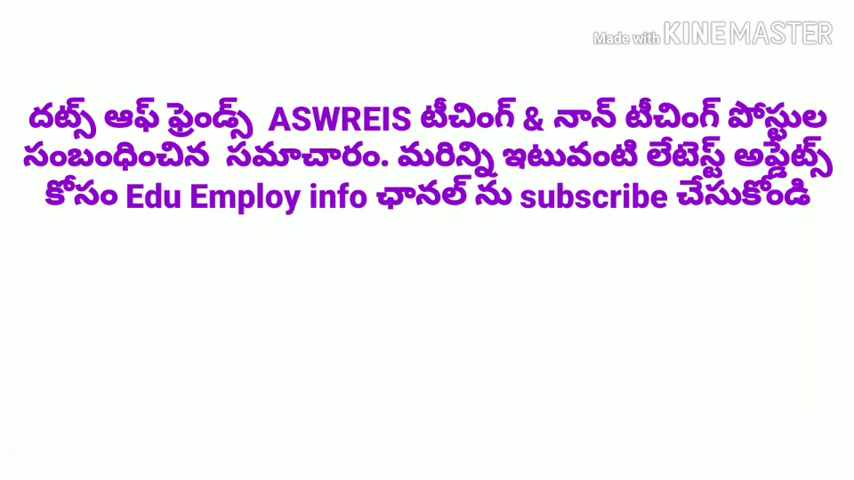 Made with KINEMASTER
దట్స్ ఆఫ్ ఫ్రెండ్స్ ASWREIS టీచింగ్ & నాన్ టీచింగ్ పోస్టుల
సంబంధించిన సమాచారం. మరిన్ని ఇటువంటి లేటెస్ట్ అప్డేట్స్
కోసం Edu Employ info ఛానల్ ను subscribe చేసుకోండి